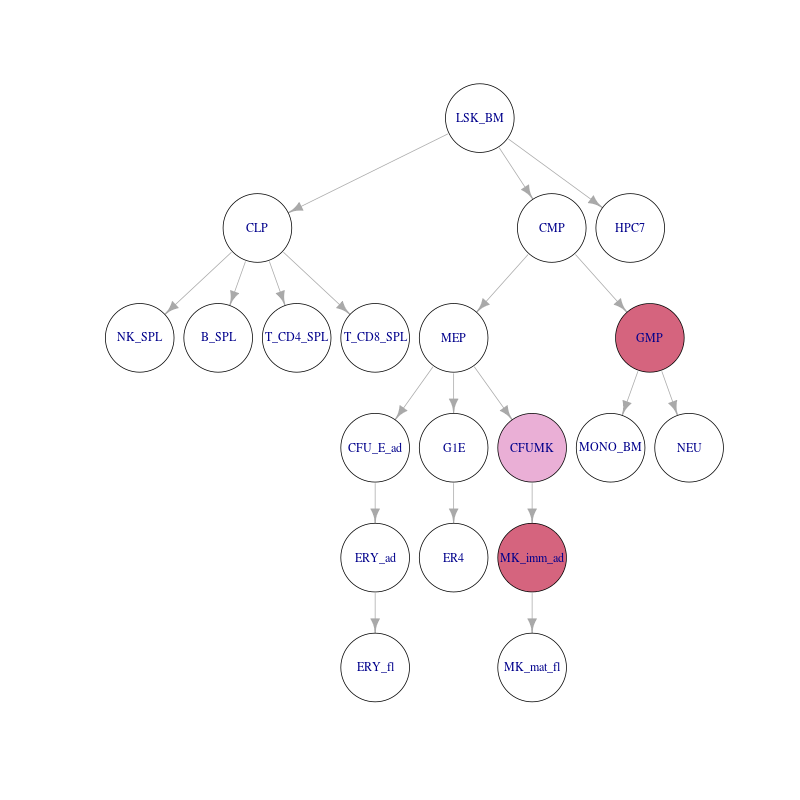 LSK_BM
CLP
CMP
HPC7
NK_SPL
B_SPL
T_CD4_SPL
T_CD8_SPL
MEP
GMP
CFU_E_ad
G1E
CFUMK
MONO_BM
NEU
ERY_ad
ER4
MK_imm_ad
ERY_fl
MK_mat_fl